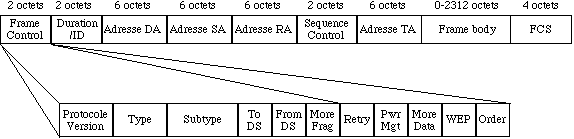 2 octets 2 octets 6 octets 6 octets 6 octets 2 octets 6 octets 0-2312 octets 4 octets
Frame Control Duration /ID Adresse DA Adresse SA Adresse RA Sequence Control Adresse TA Frame body FCS
Protocole Version Type Subtype To DS From DS More Frag Retry Pwr Mgt More Data WEP Order